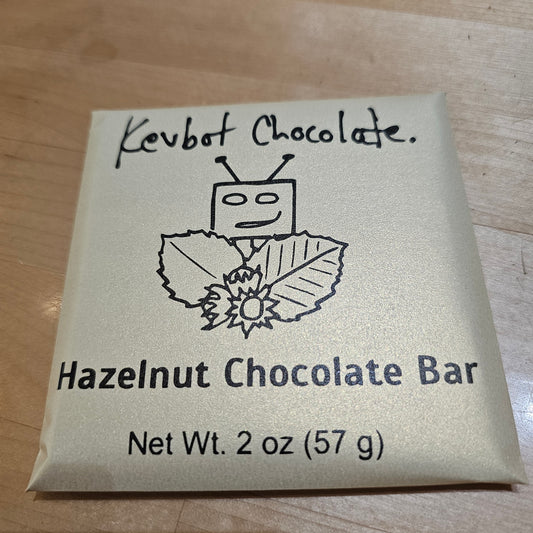 Kevbot Chocolate.
Hazelnut Chocolate Bar
Net Wt. 2 oz (57 g)